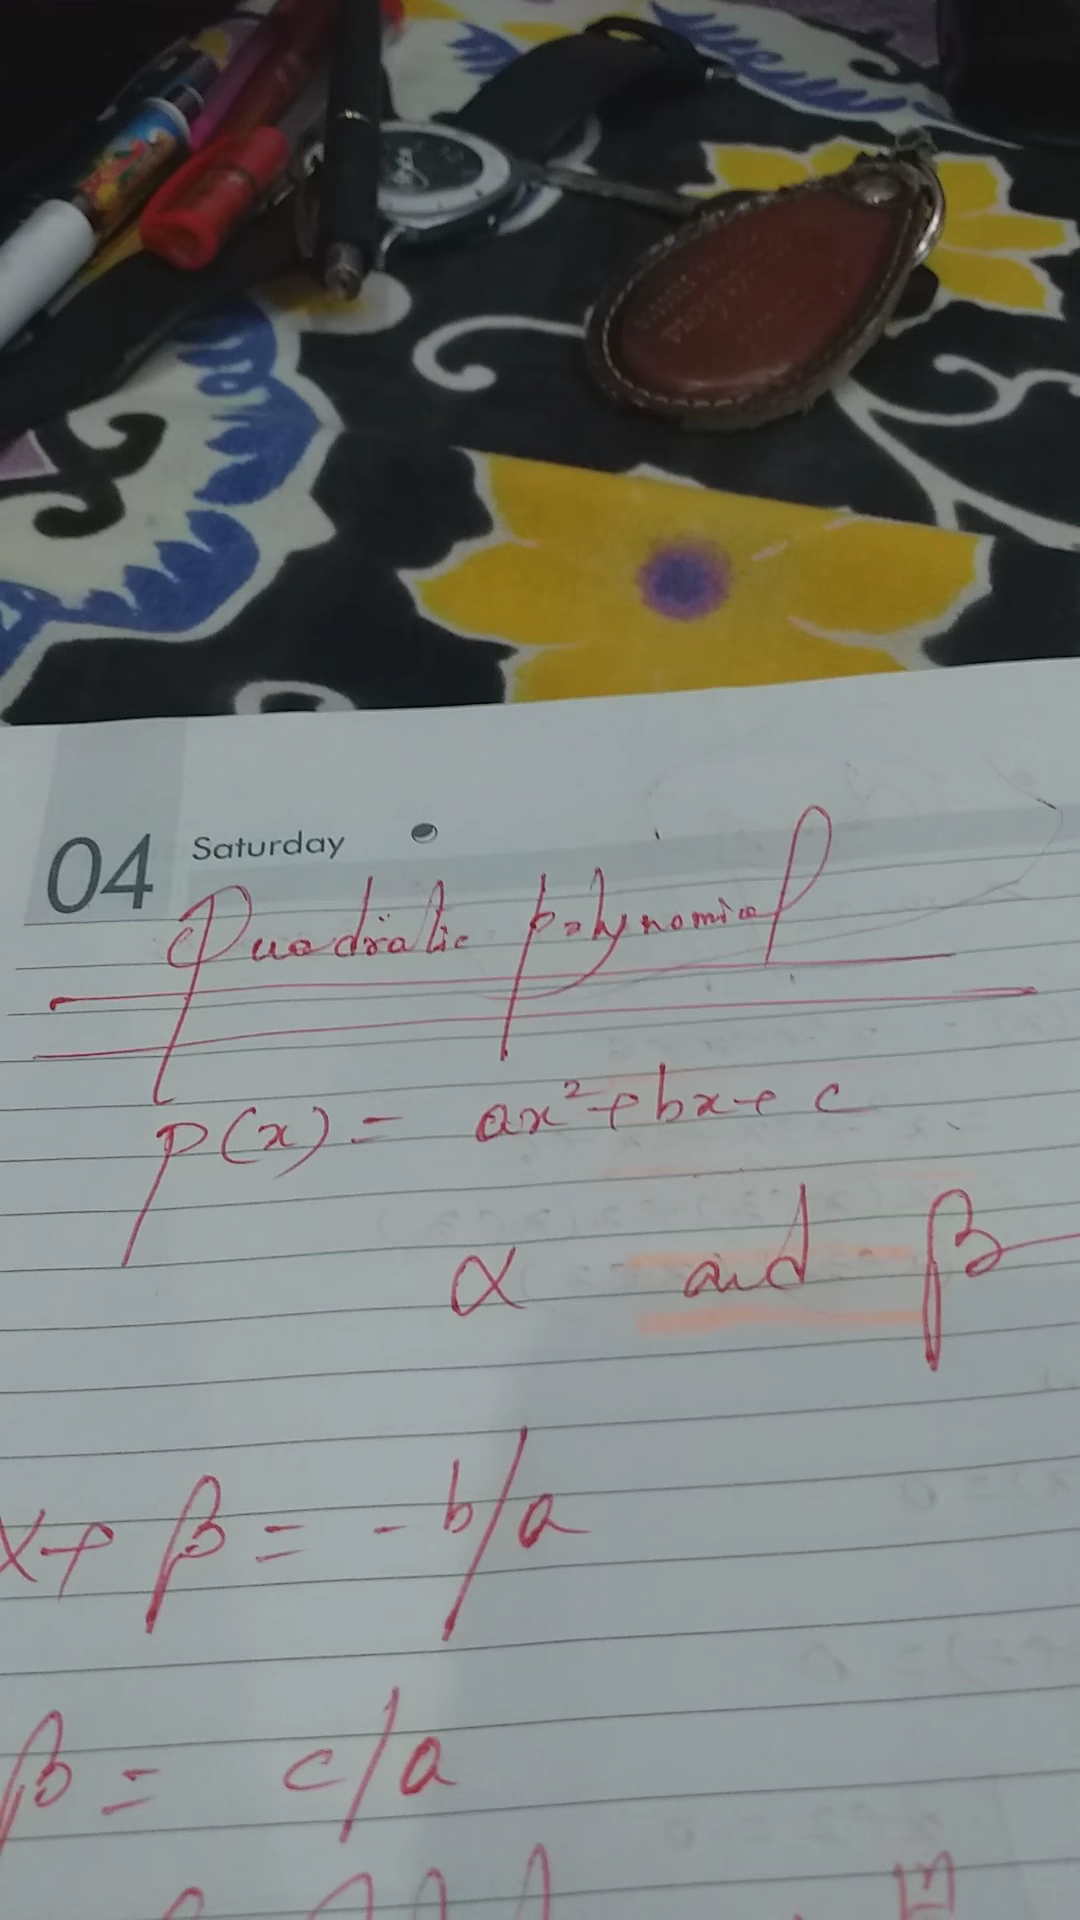 04 Saturday
Quadratic polynomial
p(x) = ax² + bx + c
α and β
α + β = - b/a
β = c/a